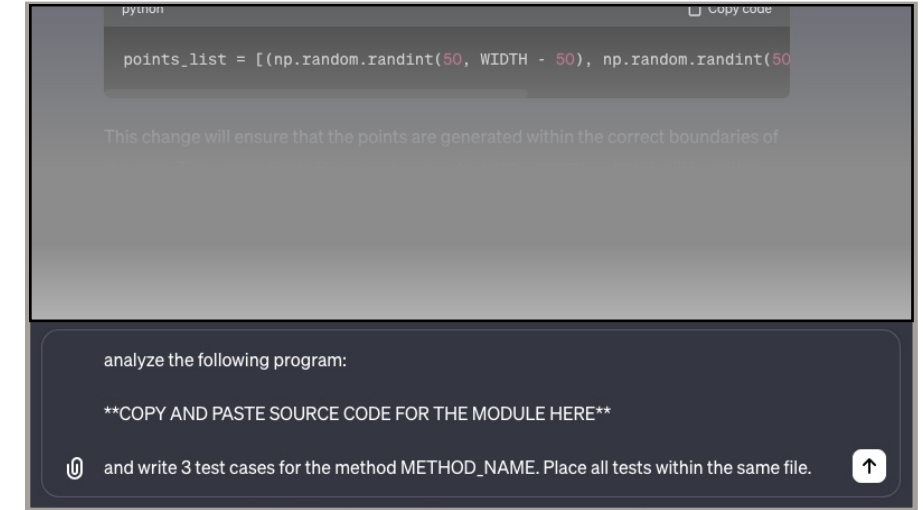 python
Copy code
points_list = [(np.random.randint(50, WIDTH - 50), np.random.randint(50
This change will ensure that the points are generated within the correct boundaries of
analyze the following program:
**COPY AND PASTE SOURCE CODE FOR THE MODULE HERE**
and write 3 test cases for the method METHOD_NAME. Place all tests within the same file.